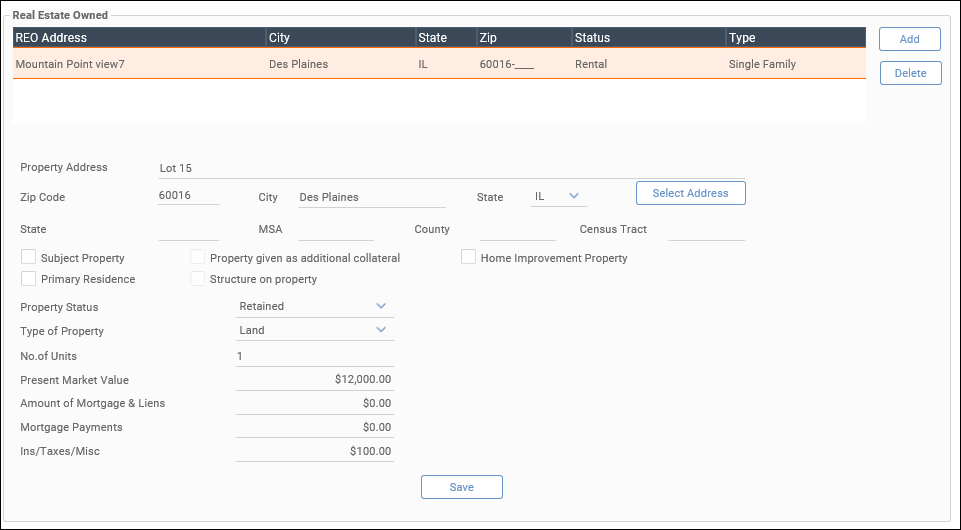 Real Estate Owned
REO Address City State Zip Status Type
Mountain Point view7 Des Plaines IL 60016-____ Rental Single Family
Add
Delete
Property Address Lot 15
Zip Code 60016 City Des Plaines State IL Select Address
State MSA County Census Tract
Subject Property Property given as additional collateral Home Improvement Property
Primary Residence Structure on property
Property Status Retained
Type of Property Land
No.of Units 1
Present Market Value $12,000.00
Amount of Mortgage & Liens $0.00
Mortgage Payments $0.00
Ins/Taxes/Misc $100.00
Save